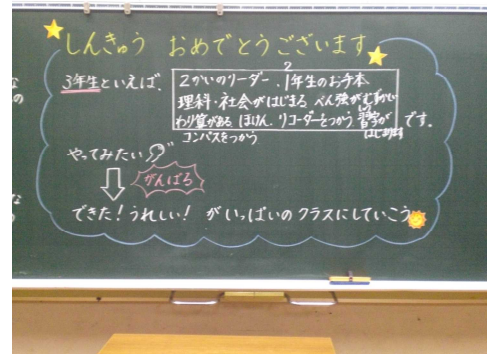 しんきゅう おめでとうございます
3年生といえば、
2かいのリーダー、1年生のお手本
2
理科・社会がはじまる べん強がむずかしい
わり算がある ほけん、リコーダーをつかう 習字が
はじめます
です。
コンパスをつかう
やってみたい
がんばる
できた!うれしい! がいっぱいのクラスにしていこう